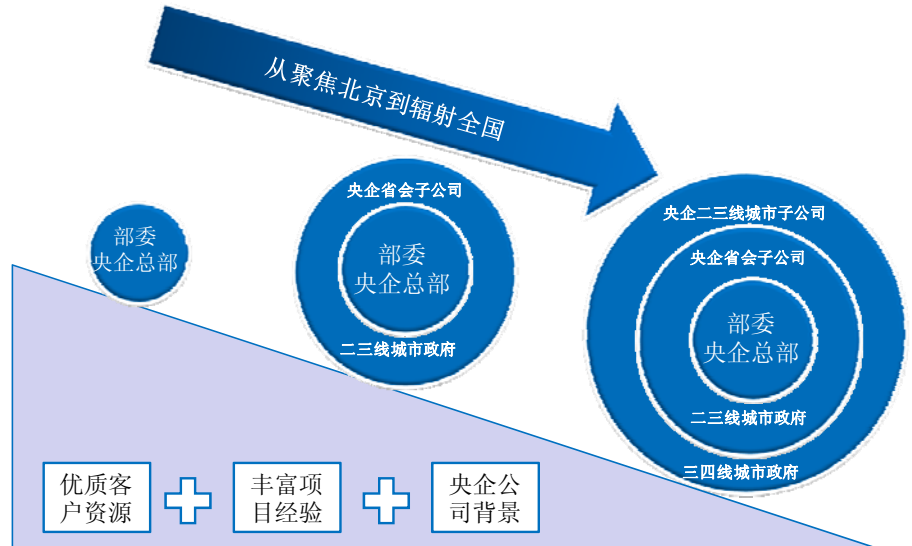 从聚焦北京到辐射全国
部委
央企总部
央企省会子公司
部委
央企总部
二三线城市政府
央企二三线城市子公司
央企省会子公司
部委
央企总部
二三线城市政府
三四线城市政府
优质客
户资源
丰富项
目经验
央企公
司背景